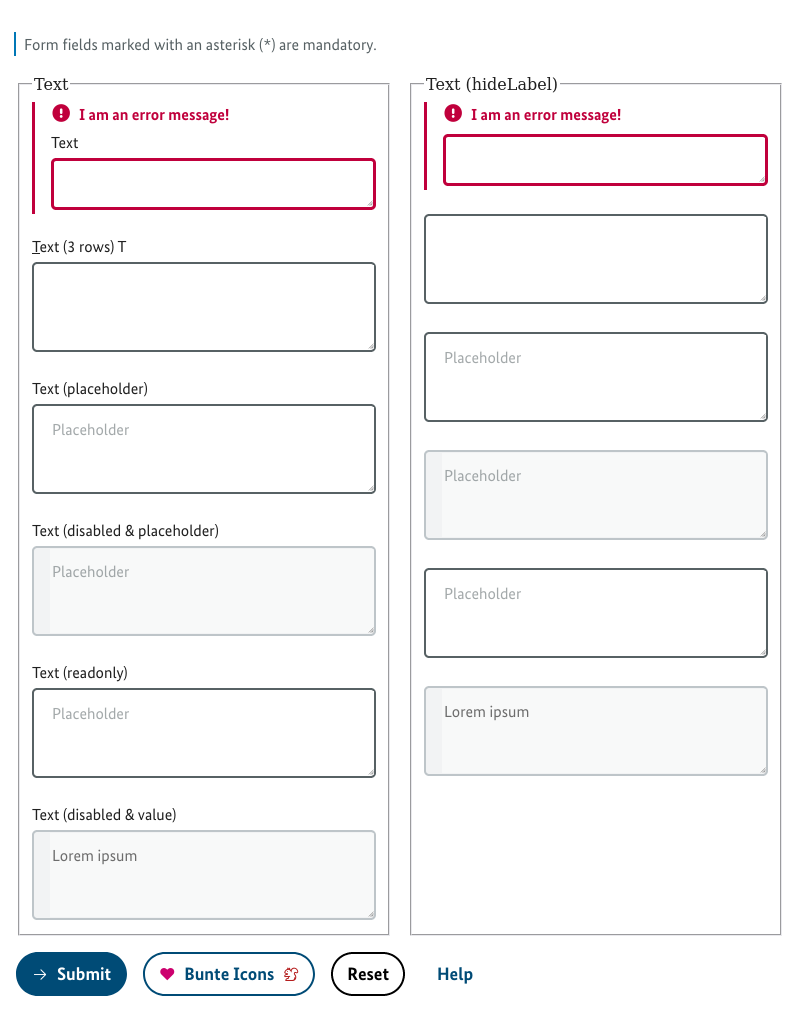 Form fields marked with an asterisk (*) are mandatory.
Text
I am an error message!
Text
Text (3 rows) T
Text (placeholder)
Placeholder
Text (disabled & placeholder)
Placeholder
Text (readonly)
Placeholder
Text (disabled & value)
Lorem ipsum
Text (hideLabel)
I am an error message!
Placeholder
Placeholder
Placeholder
Lorem ipsum
Submit
Bunte Icons
Reset
Help